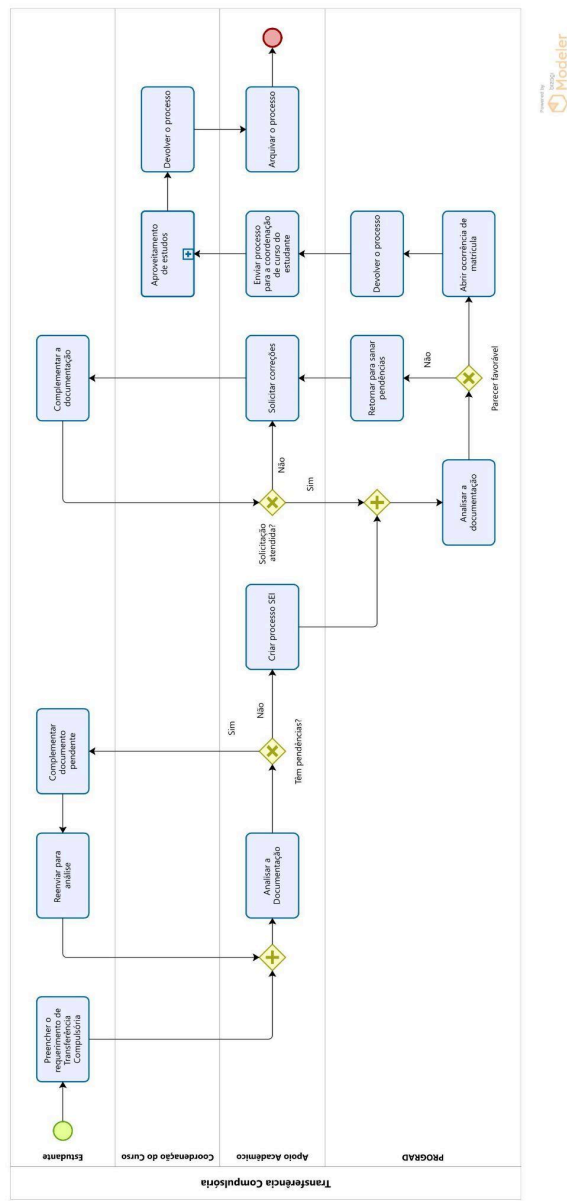 Transferência Compulsória
Estudante
Coordenação do Curso
Apoio Acadêmico
PROGRAD
Preencher o
requerimento de
Transferência
Compulsória
Reenviar para
análise
Complementar
documento
pendente
Analisar a
Documentação
Têm pendências?
Sim
Não
Criar processo SEI
Complementar a
documentação
Solicitação
atendida?
Não
Sim
Solicitar correções
Analisar a
documentação
Parecer favorável
Não
Retornar para sanar
pendências
Abrir ocorrência de
matrícula
Devolver o processo
Enviar processo
para a coordenação
de curso do
estudante
Aproveitamento
de estudos
Devolver o processo
Arquivar o processo
Powered by
bizagi
Modeler